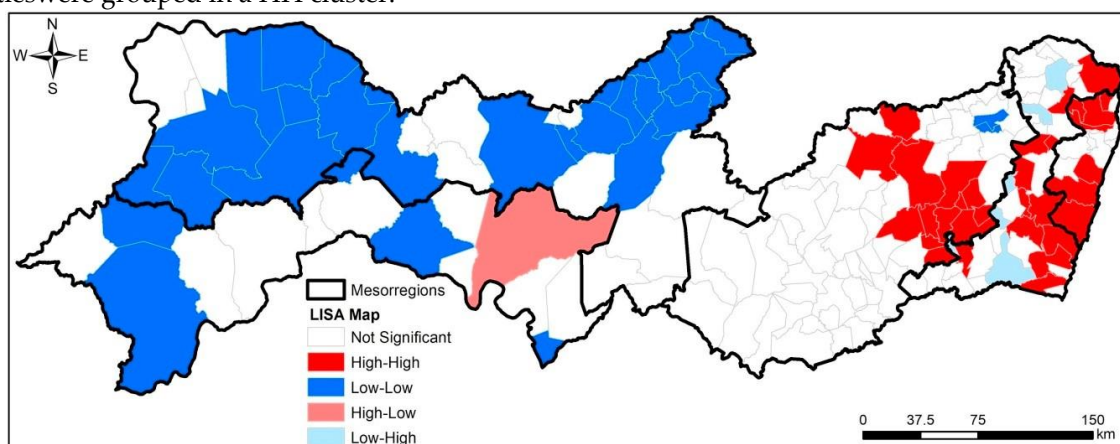 were grouped in a HH cluster.
N
W E
S
Mesorregions
LISA Map
Not Significant
High-High
Low-Low
High-Low
Low-High
0 37.5 75 150
km